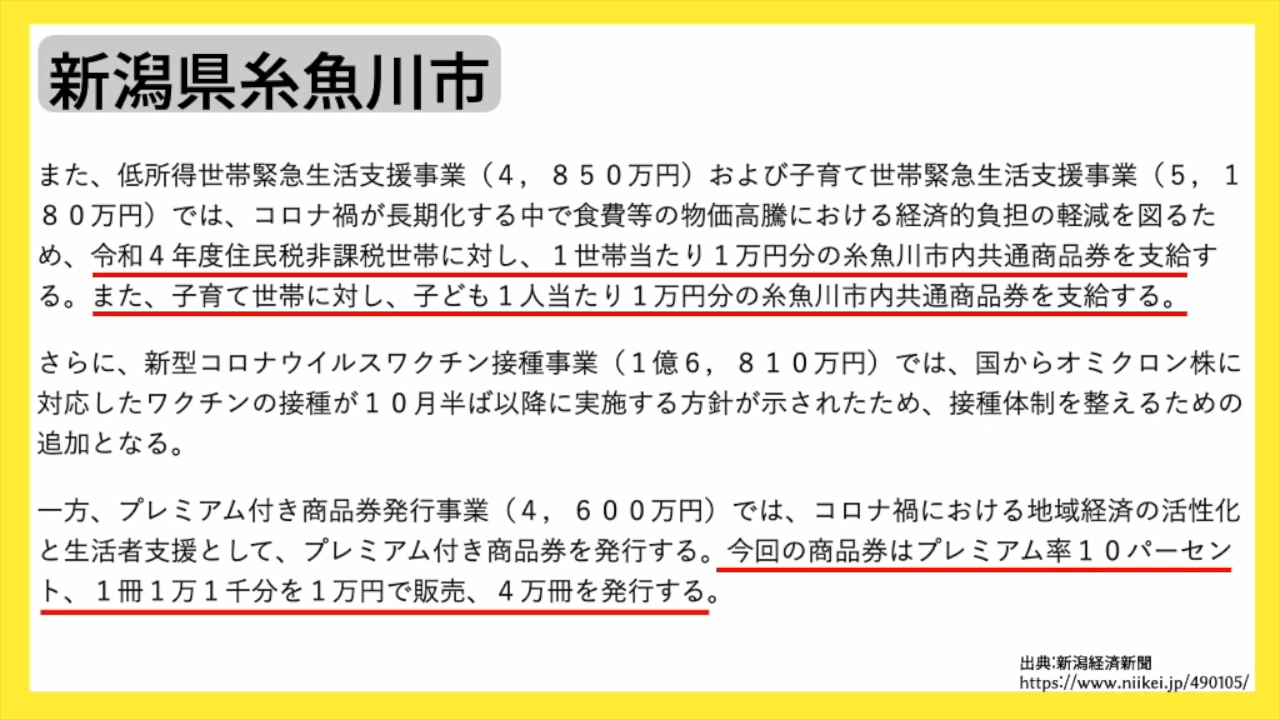 新潟県糸魚川市
また、低所得世帯緊急生活支援事業（４，８５０万円）および子育て世帯緊急生活支援事業（５，１
８０万円）では、コロナ禍が長期化する中で食費等の物価高騰における経済的負担の軽減を図るた
め、令和４年度住民税非課税世帯に対し、１世帯当たり１万円分の糸魚川市内共通商品券を支給す
る。また、子育て世帯に対し、子ども１人当たり１万円分の糸魚川市内共通商品券を支給する。
さらに、新型コロナウイルスワクチン接種事業（１億６，８１０万円）では、国からオミクロン株に
対応したワクチンの接種が１０月半ば以降に実施する方針が示されたため、接種体制を整えるための
追加となる。
一方、プレミアム付き商品券発行事業（４，６００万円）では、コロナ禍における地域経済の活性化
と生活者支援として、プレミアム付き商品券を発行する。今回の商品券はプレミアム率１０パーセン
ト、１冊１万１千分を１万円で販売、４万冊を発行する。
出典:新潟経済新聞
https://www.niikei.jp/490105/